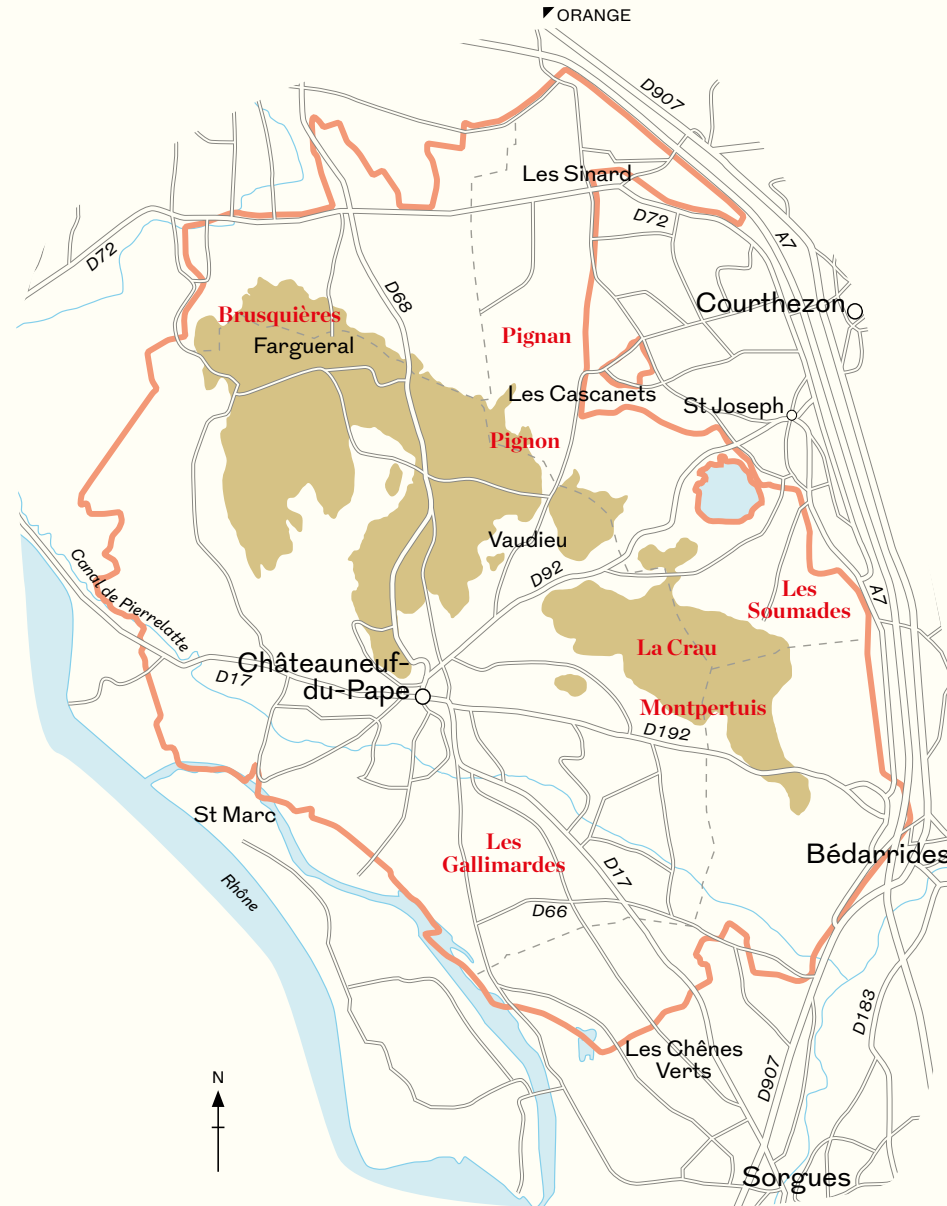 ORANGE
D907
Les Sinard
D72
D72
A7
D68
Courthezon
Brusquières
Fargueral
Pignan
Les Cascanets
St Joseph
Pignon
Vaudieu
D92
Canal de Pierrelatte
Les
Soumades
A7
La Crau
Châteauneuf-
du-Pape
D17
Montpertuis
D192
St Marc
Les
Gallimardes
Bédarrides
D17
Rhône
D66
D183
Les Chênes
Verts
D907
N
Sorgues